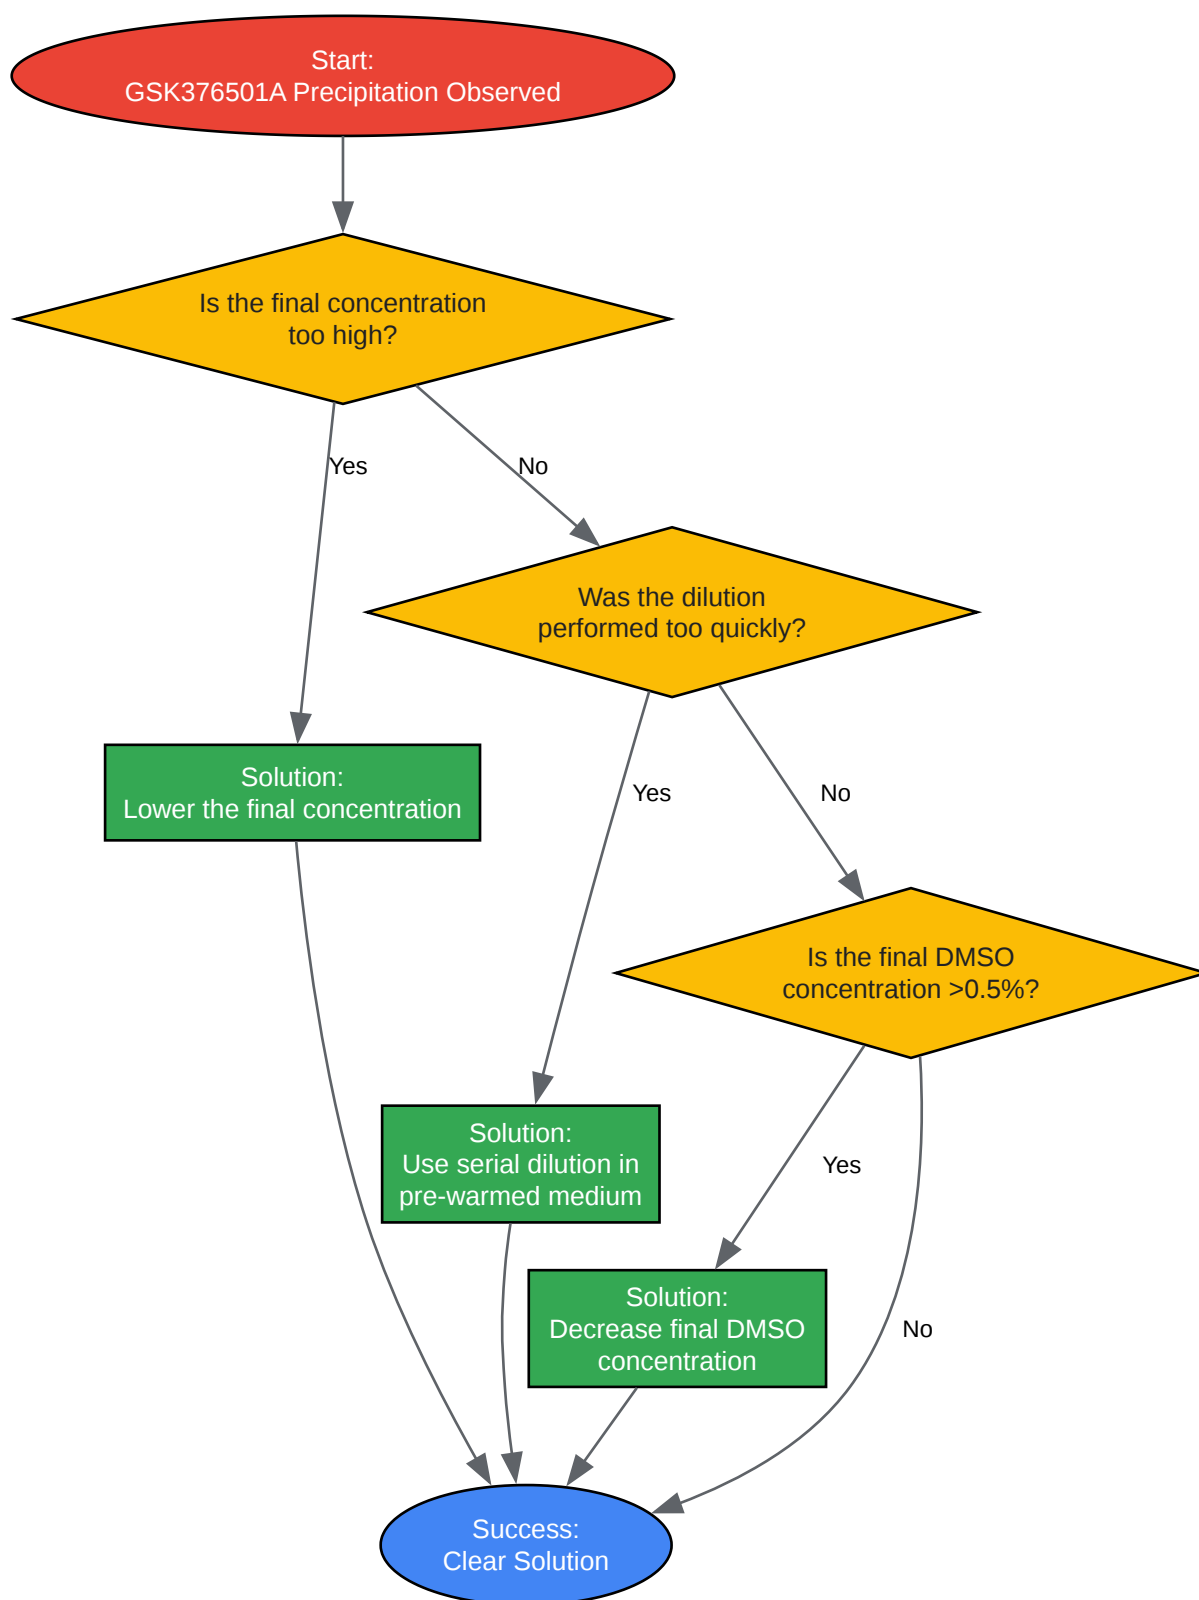 Start:
GSK376501A Precipitation Observed
Is the final concentration
too high?
Yes
No
Was the dilution
performed too quickly?
Solution:
Lower the final concentration
Yes
No
Is the final DMSO
concentration >0.5%?
Solution:
Use serial dilution in
pre-warmed medium
Yes
Solution:
Decrease final DMSO
concentration
No
Success:
Clear Solution